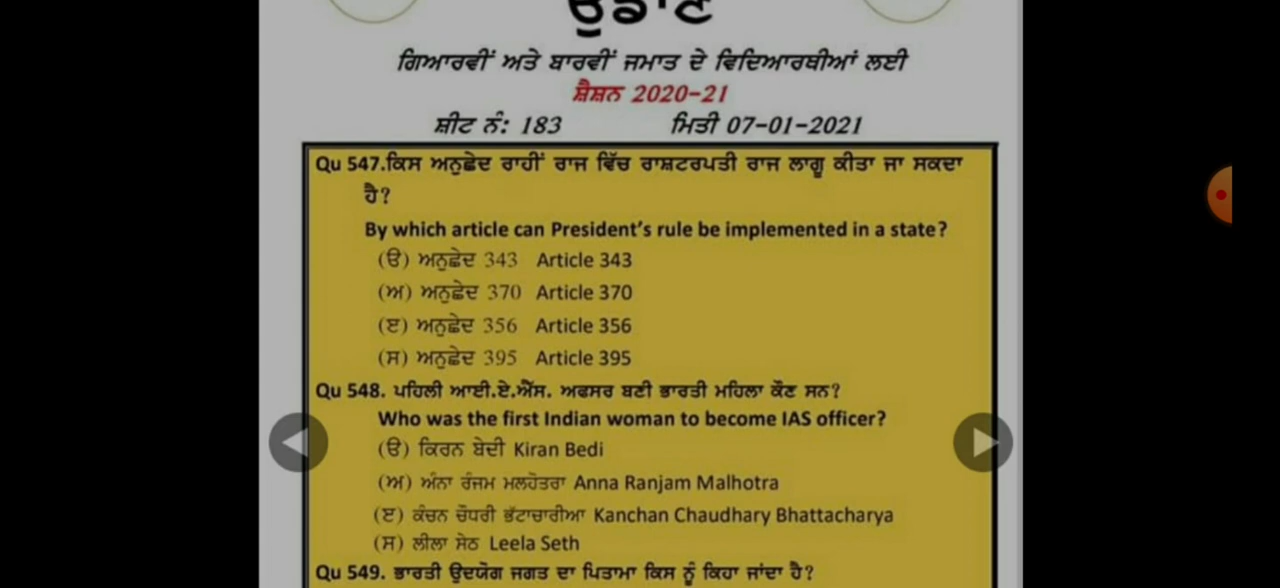 ਉਡਾਣ
ਗਿਆਰਵੀਂ ਅਤੇ ਬਾਰਵੀਂ ਜਮਾਤ ਦੇ ਵਿਦਿਆਰਥੀਆਂ ਲਈ
ਸ਼ੈਸ਼ਨ 2020-21
ਸ਼ੀਟ ਨੰ: 183 ਮਿਤੀ 07-01-2021
Qu 547.ਕਿਸ ਅਨੁਛੇਦ ਰਾਹੀਂ ਰਾਜ ਵਿੱਚ ਰਾਸ਼ਟਰਪਤੀ ਰਾਜ ਲਾਗੂ ਕੀਤਾ ਜਾ ਸਕਦਾ
ਹੈ?
By which article can President's rule be implemented in a state?
(ੳ) ਅਨੁਛੇਦ 343 Article 343
(ਅ) ਅਨੁਛੇਦ 370 Article 370
(ੲ) ਅਨੁਛੇਦ 356 Article 356
(ਸ) ਅਨੁਛੇਦ 395 Article 395
Qu 548. ਪਹਿਲੀ ਆਈ.ਏ.ਐੱਸ. ਅਫਸਰ ਬਣੀ ਭਾਰਤੀ ਮਹਿਲਾ ਕੌਣ ਸਨ?
Who was the first Indian woman to become IAS officer?
(ੳ) ਕਿਰਨ ਬੇਦੀ Kiran Bedi
(ਅ) ਅੰਨਾ ਰੰਜਮ ਮਲਹੋਤਰਾ Anna Ranjam Malhotra
(ੲ) ਕੰਚਨ ਚੌਧਰੀ ਭੱਟਾਚਾਰੀਆ Kanchan Chaudhary Bhattacharya
(ਸ) ਲੀਲਾ ਸੇਠ Leela Seth
Qu 549. ਭਾਰਤੀ ਉਦਯੋਗ ਜਗਤ ਦਾ ਪਿਤਾਮਾ ਕਿਸ ਨੂੰ ਕਿਹਾ ਜਾਂਦਾ ਹੈ?